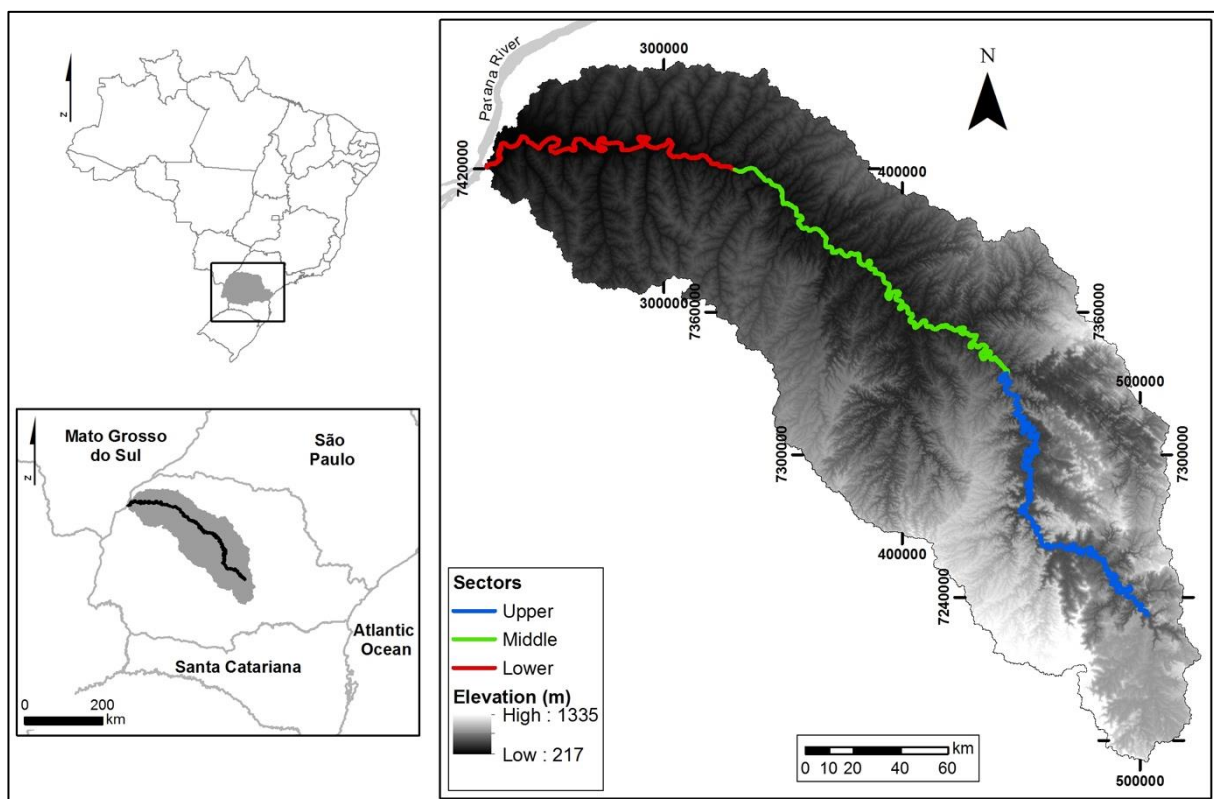 z
Mato Grosso
do Sul
São
Paulo
Atlantic
Ocean
Santa Catariana
z
0 200
km
Parana River
N
300000
7420000
400000
300000
7360000
7360000
500000
7300000
7300000
400000
7240000
500000
Sectors
Upper
Middle
Lower
Elevation (m)
High : 1335
Low : 217
km
0 10 20 40 60